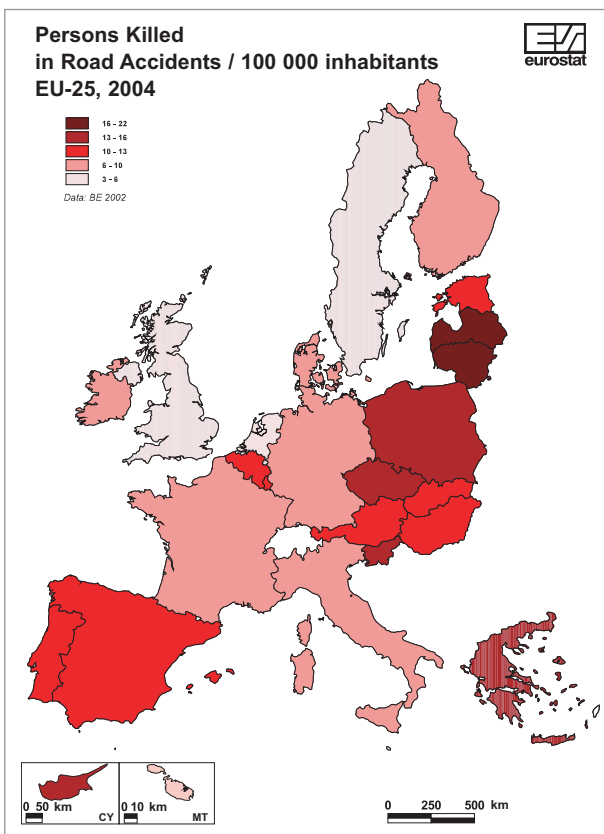 Persons Killed
in Road Accidents / 100 000 inhabitants
EU-25, 2004
eurostat
16 – 22
13 – 16
10 – 13
6 – 10
3 – 6
Data: BE 2002
0 50 km
CY
0 10 km
MT
0 250 500 km